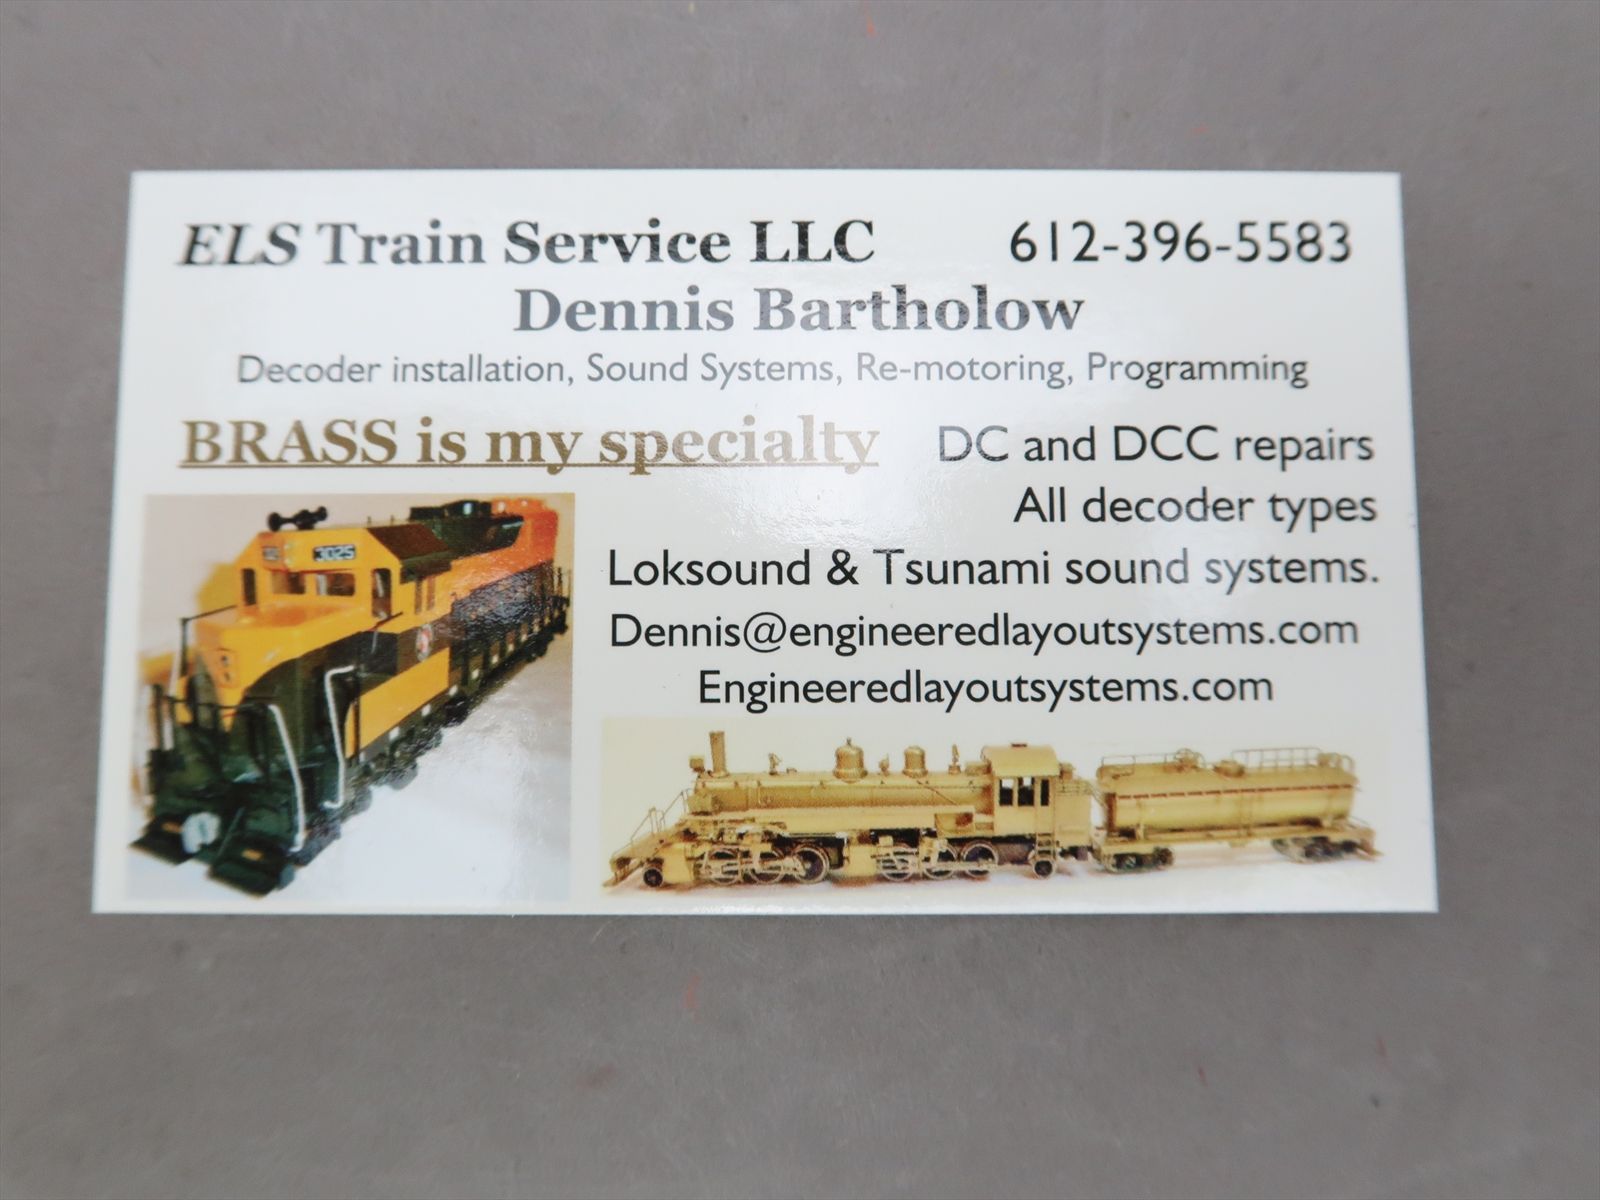 ELS Train Service LLC 612-396-5583
Dennis Bartholow
Decoder installation, Sound Systems, Re-motoring, Programming
BRASS is my specialty DC and DCC repairs
All decoder types
Loksound & Tsunami sound systems.
Dennis@engineeredlayoutsystems.com
Engineeredlayoutsystems.com
3025